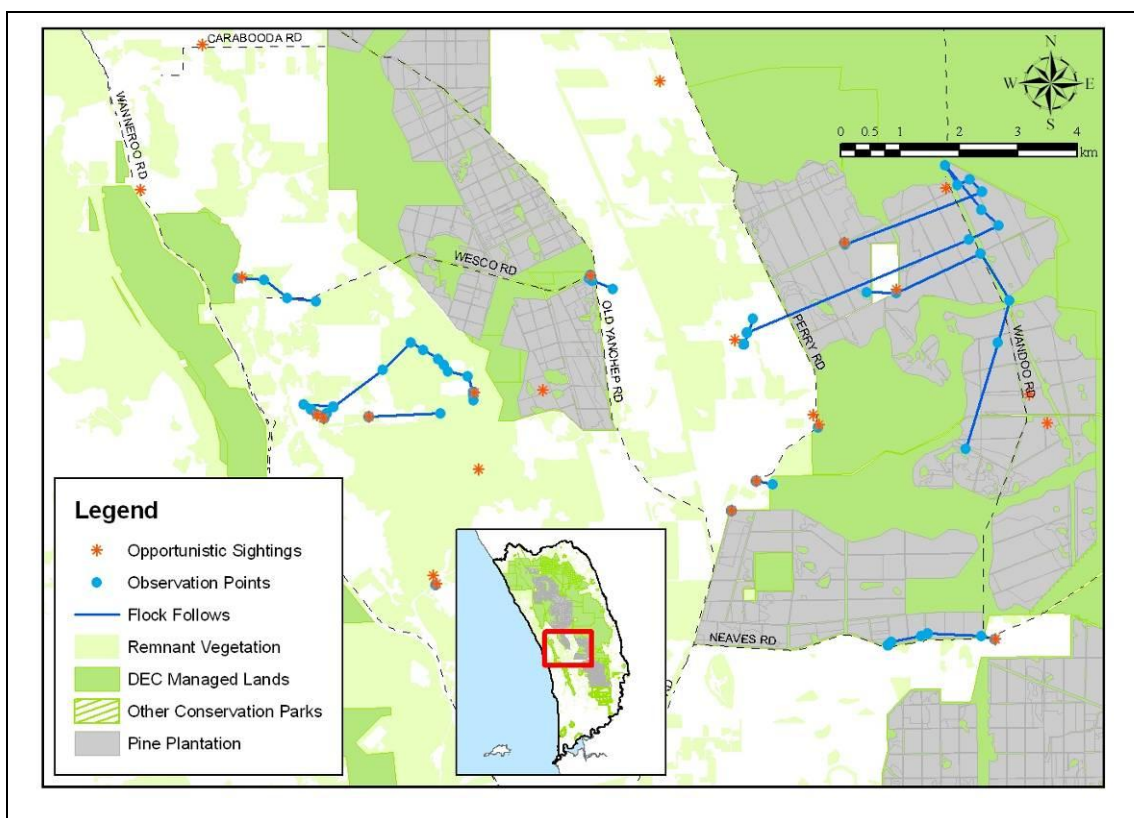 CARABOODA RD
WANNEROO RD
WESCO RD
OLD YANCHEP RD
PERRY RD
WANDOO RD
NEAVES RD
N
W
E
S
0 0.5 1 2 3 4
km
Legend
Opportunistic Sightings
Observation Points
Flock Follows
Remnant Vegetation
DEC Managed Lands
Other Conservation Parks
Pine Plantation